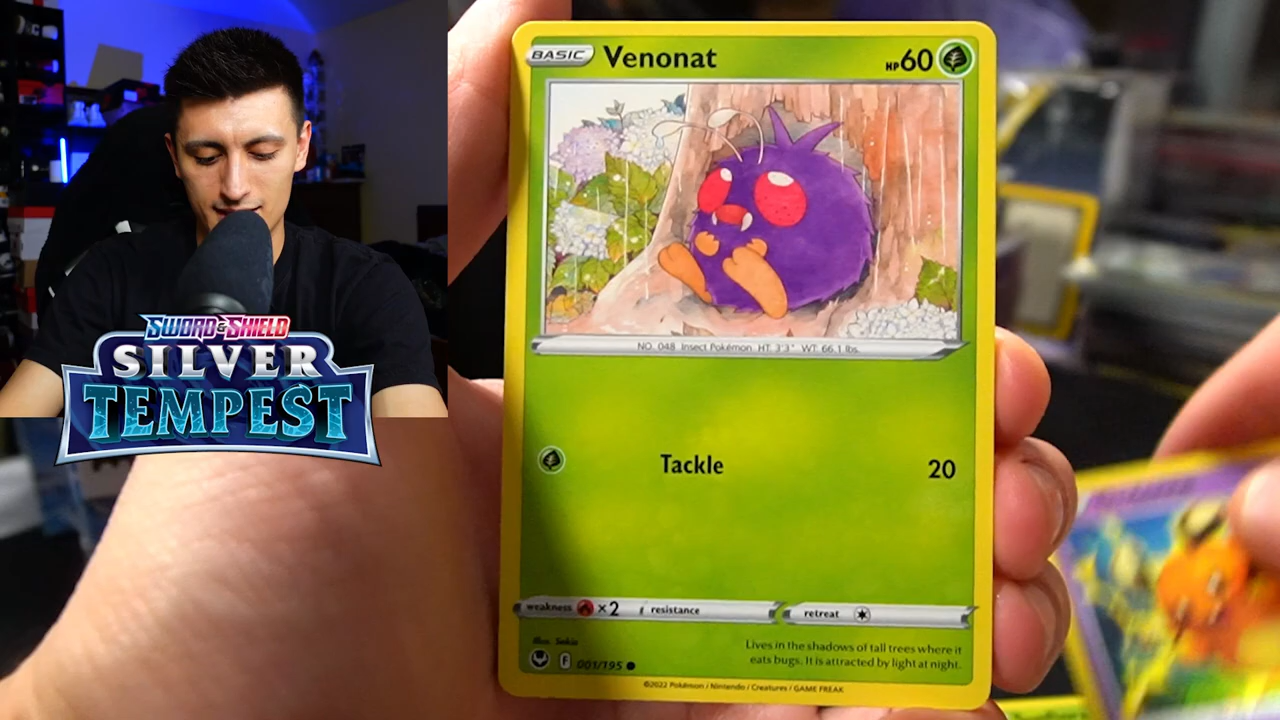 BASIC Venonat HP60
NO. 048 Insect Pokémon HT: 3'3" WT: 66.1 lbs.
Tackle 20
weakness ×2 resistance retreat
Illus. Sekio
Lives in the shadows of tall trees where it
eats bugs. It is attracted by light at night.
F 001/195
©2022 Pokémon / Nintendo / Creatures / GAME FREAK
SWORD & SHIELD
SILVER
TEMPEST